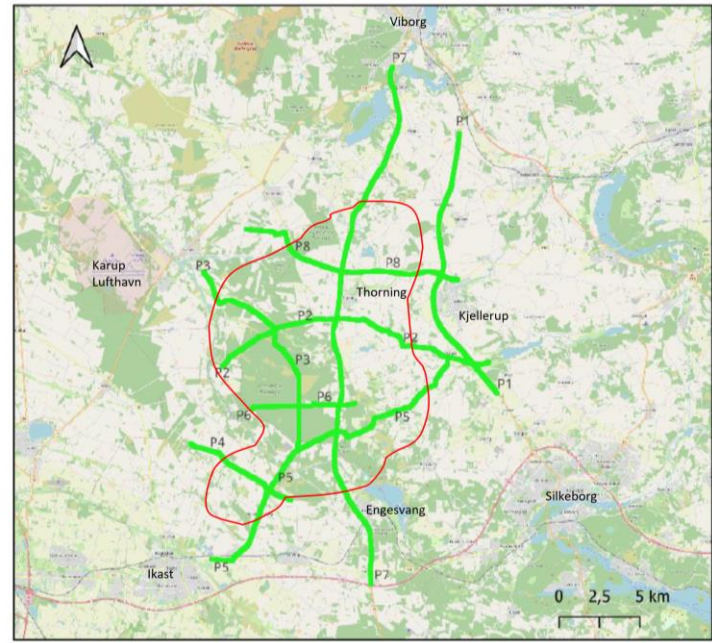 Viborg
P7
P1
P8
P3
Karup
Lufthavn
P8
Thorning
P2
Kjellerup
P2
P3
P2
P1
P6
P6
P5
P4
P5
Silkeborg
Engesvang
Ikast
P5
P7
0 2,5 5 km